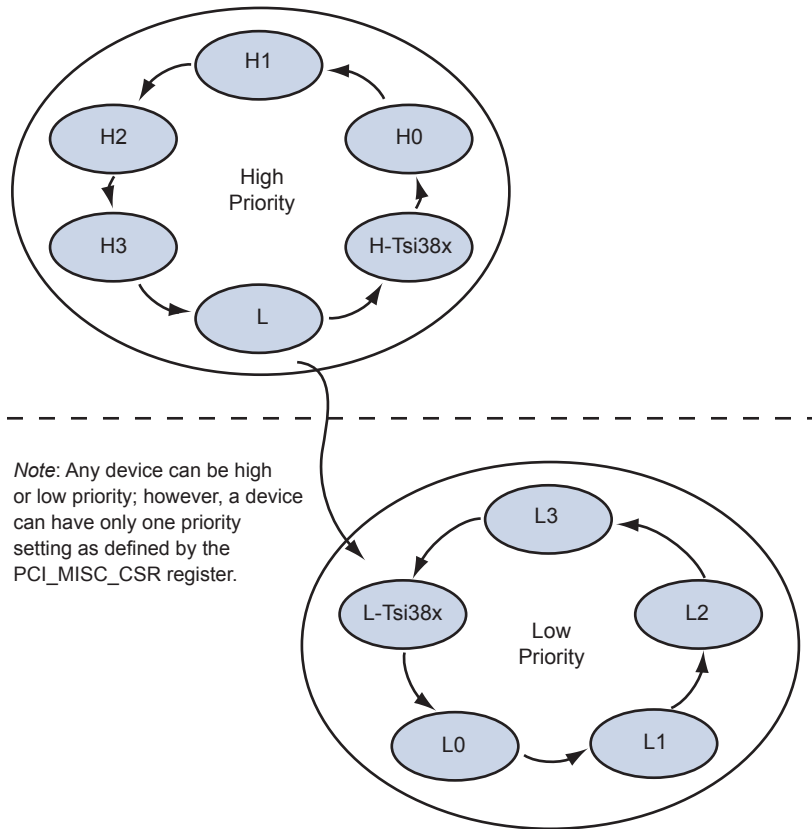 H1
H2
H0
High
Priority
H3
H-Tsi38x
L
Note: Any device can be high
or low priority; however, a device
can have only one priority
setting as defined by the
PCI_MISC_CSR register.
L3
L-Tsi38x
L2
Low
Priority
L0
L1